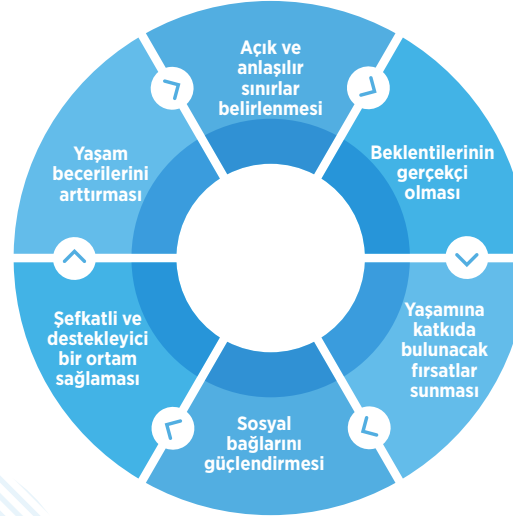 Açık ve
anlaşılır
sınırlar
belirlenmesi
Beklentilerinin
gerçekçi
olması
Yaşamına
katkıda
bulunacak
fırsatlar
sunması
Sosyal
bağlarını
güçlendirmesi
Şefkatli ve
destekleyici
bir ortam
sağlaması
Yaşam
becerilerini
arttırması